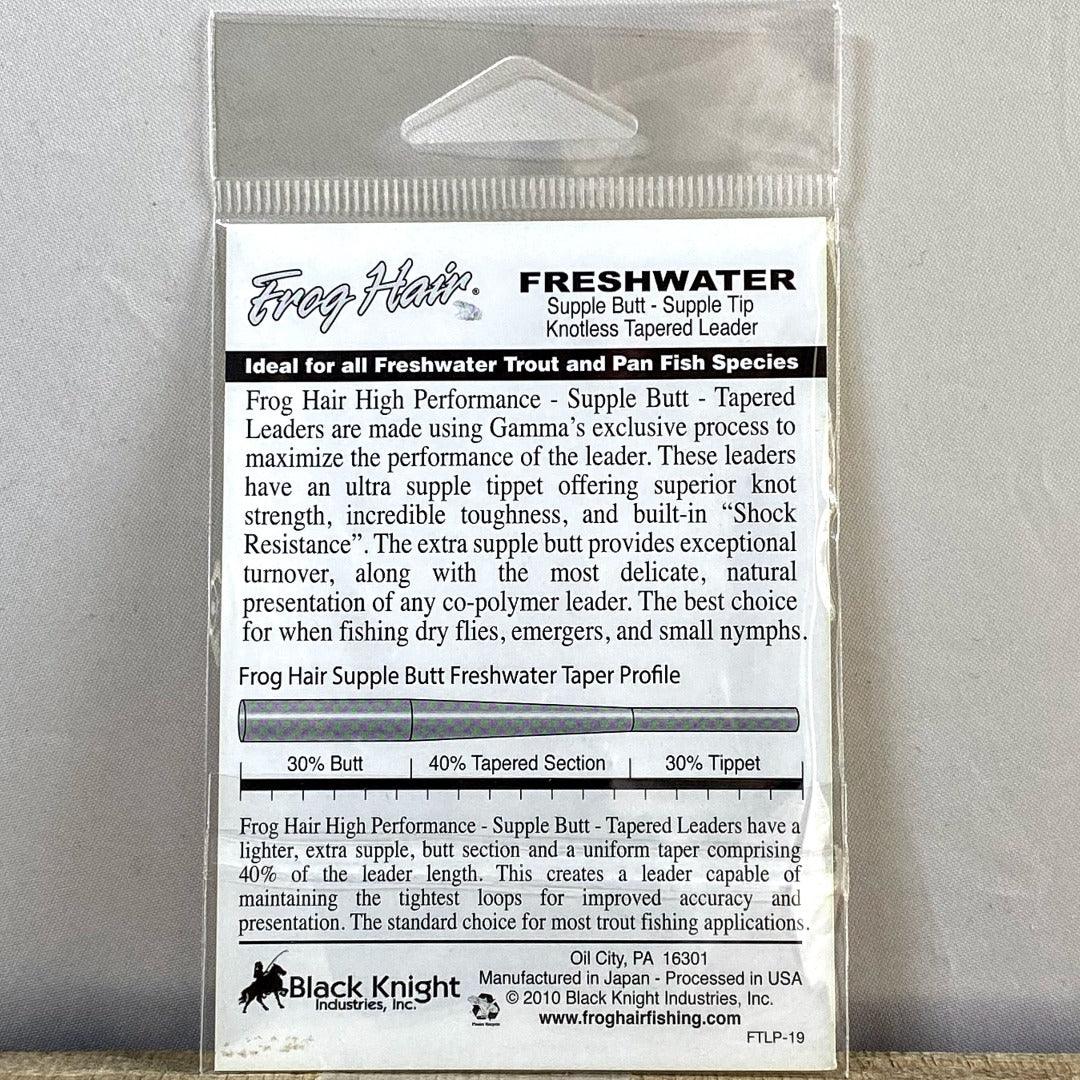 Frog Hair®
FRESHWATER
Supple Butt - Supple Tip
Knotless Tapered Leader
Ideal for all Freshwater Trout and Pan Fish Species
Frog Hair High Performance - Supple Butt - Tapered
Leaders are made using Gamma's exclusive process to
maximize the performance of the leader. These leaders
have an ultra supple tippet offering superior knot
strength, incredible toughness, and built-in “Shock
Resistance”. The extra supple butt provides exceptional
turnover, along with the most delicate, natural
presentation of any co-polymer leader. The best choice
for when fishing dry flies, emergers, and small nymphs.
Frog Hair Supple Butt Freshwater Taper Profile
30% Butt 40% Tapered Section 30% Tippet
Frog Hair High Performance - Supple Butt - Tapered Leaders have a
lighter, extra supple, butt section and a uniform taper comprising
40% of the leader length. This creates a leader capable of
maintaining the tightest loops for improved accuracy and
presentation. The standard choice for most trout fishing applications.
Black Knight
Industries, Inc.
Please Recycle
Oil City, PA 16301
Manufactured in Japan - Processed in USA
© 2010 Black Knight Industries, Inc.
www.froghairfishing.com
FTLP-19